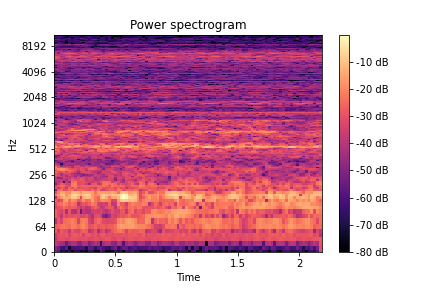 Power spectrogram
8192
4096
2048
1024
512
256
128
64
0
Hz
0 0.5 1 1.5 2
Time
-10 dB
-20 dB
-30 dB
-40 dB
-50 dB
-60 dB
-70 dB
-80 dB